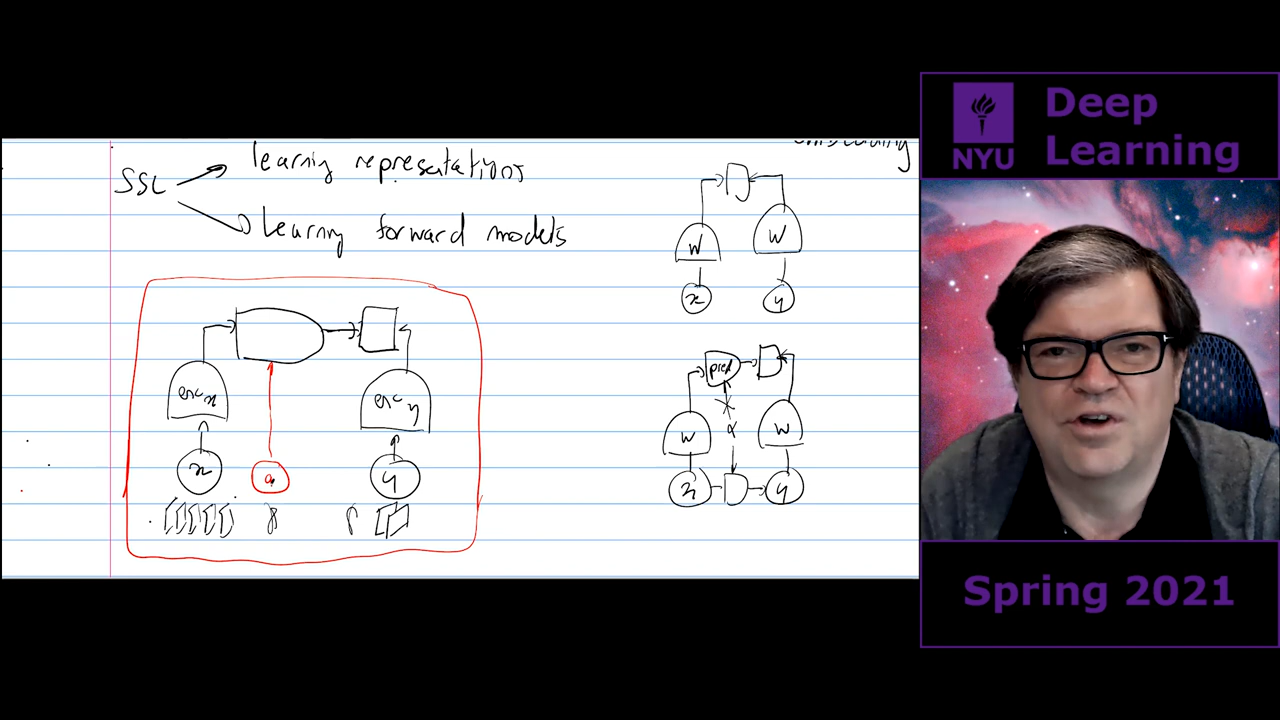 learning representations
SSL
learning forward models
enc x
enc y
x
a
y
W
W
x
y
pred
W
W
α
x
y
NYU
Deep
Learning
Spring 2021